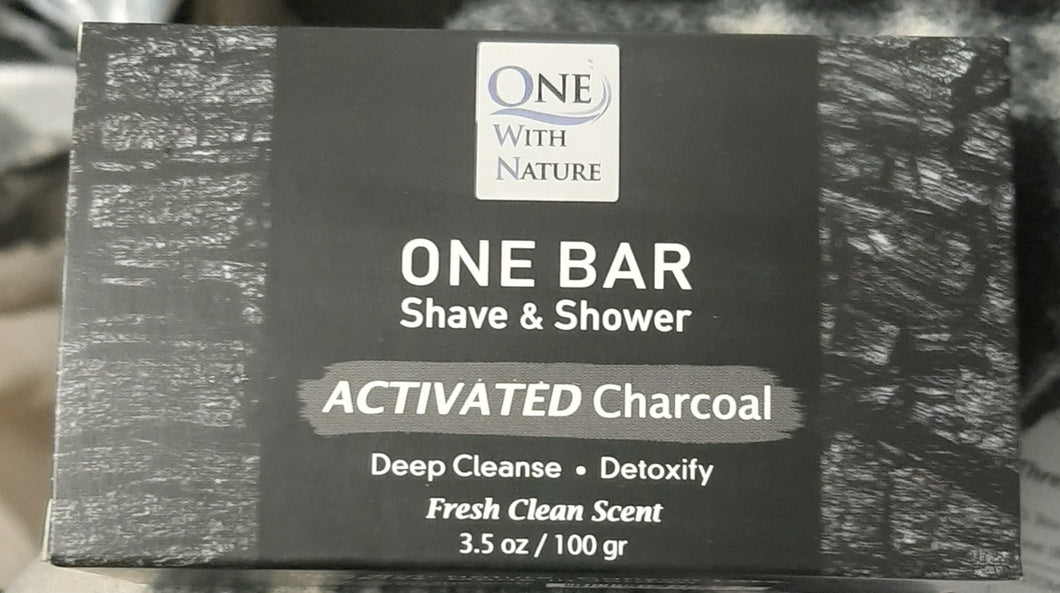 ONE
WITH
NATURE
ONE BAR
Shave & Shower
ACTIVATED Charcoal
Deep Cleanse • Detoxify
Fresh Clean Scent
3.5 oz / 100 gr